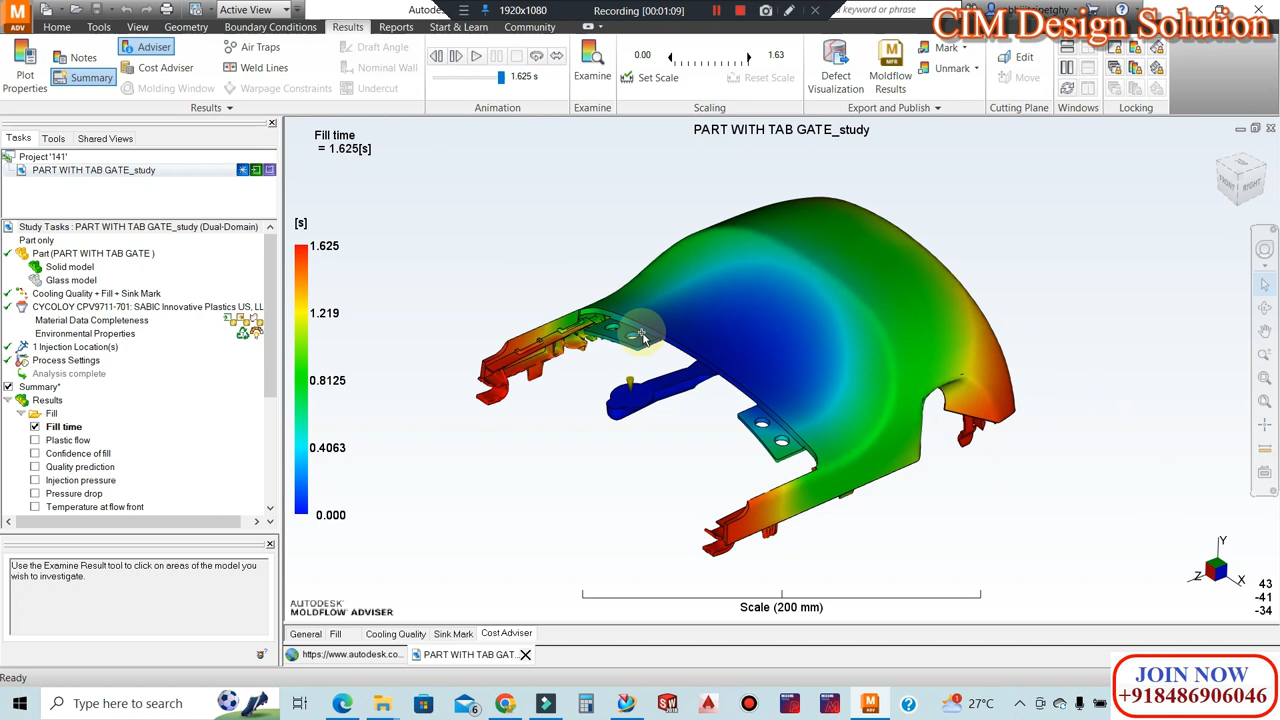 Active View
Autode
1920x1080
Recording (00:01:09)
keyword or phrase
CIM Design Solution
Home
Tools
View
Results
Reports
Start & Learn
Community
Plot
Properties
Notes
Summary
Adviser
Cost Adviser
Molding Window
Air Traps
Weld Lines
Warpage Constraints
Draft Angle
Nominal Wall
Undercut
1.625 s
Examine
0.00
1.63
Set Scale
Reset Scale
Defect
Visualization
Moldflow
Results
Mark
Unmark
Edit
Move
Results
Animation
Examine
Scaling
Export and Publish
Cutting Plane
Windows
Locking
Tasks
Tools
Shared Views
Project '141'
PART WITH TAB GATE_study
Study Tasks : PART WITH TAB GATE_study (Dual-Domain)
Part only
Part (PART WITH TAB GATE )
Solid model
Glass model
Cooling Quality + Fill + Sink Mark
CYCOLOY CPV9711-701: SABIC Innovative Plastics US, LL
Material Data Completeness
Environmental Properties
1 Injection Location(s)
Process Settings
Analysis complete
Summary*
Results
Fill
Fill time
Plastic flow
Confidence of fill
Quality prediction
Injection pressure
Pressure drop
Temperature at flow front
Use the Examine Result tool to click on areas of the model you
wish to investigate.
PART WITH TAB GATE_study
Fill time
= 1.625[s]
[s]
1.625
1.219
0.8125
0.4063
0.000
FRONT
RIGHT
Y
Z
X
43
-41
-34
Scale (200 mm)
AUTODESK
MOLDFLOW ADVISER
General
Fill
Cooling Quality
Sink Mark
Cost Adviser
https://www.autodesk.co...
PART WITH TAB GAT...
Ready
Type here to search
27°C
JOIN NOW
+918486906046